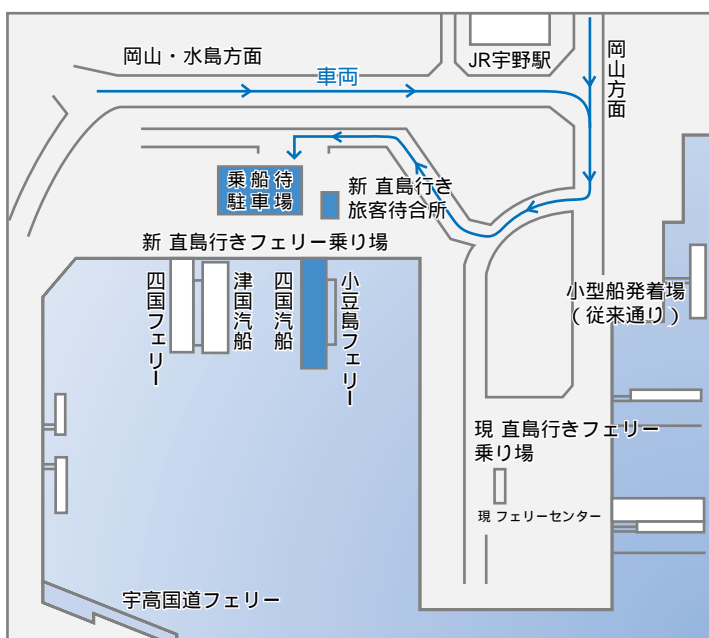 岡山・水島方面
JR宇野駅
岡山方面
車両
乗船待
駐車場
新 直島行き
旅客待合所
新 直島行きフェリー乗り場
四国フェリー
津国汽船
四国汽船
小豆島フェリー
小型船発着場
(従来通り)
現 直島行きフェリー
乗り場
現 フェリーセンター
宇高国道フェリー